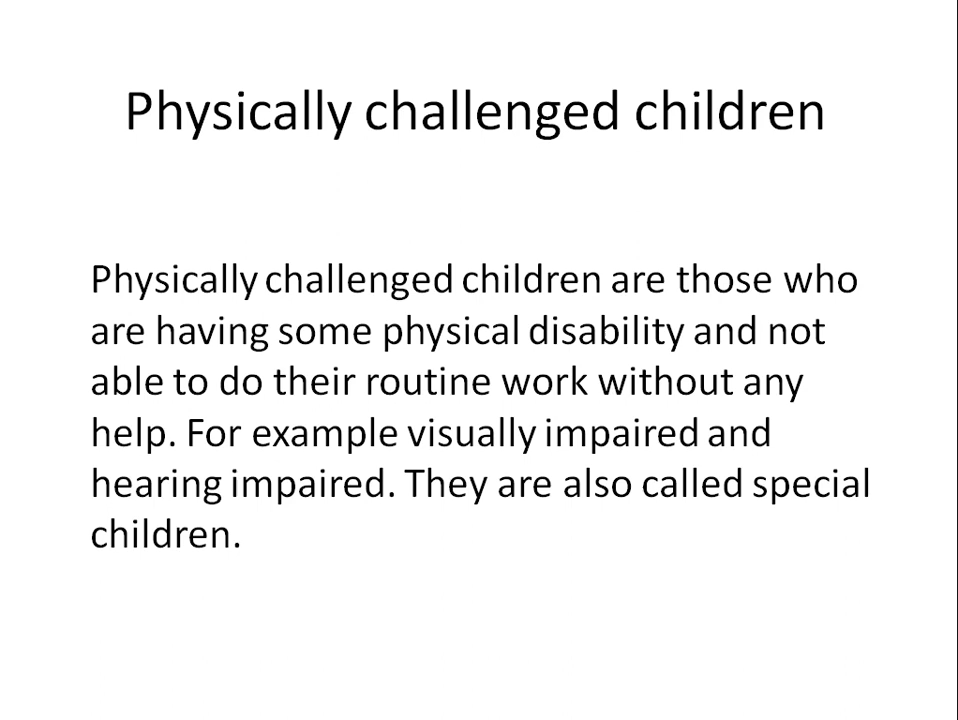 Physically challenged children
Physically challenged children are those who
are having some physical disability and not
able to do their routine work without any
help. For example visually impaired and
hearing impaired. They are also called special
children.